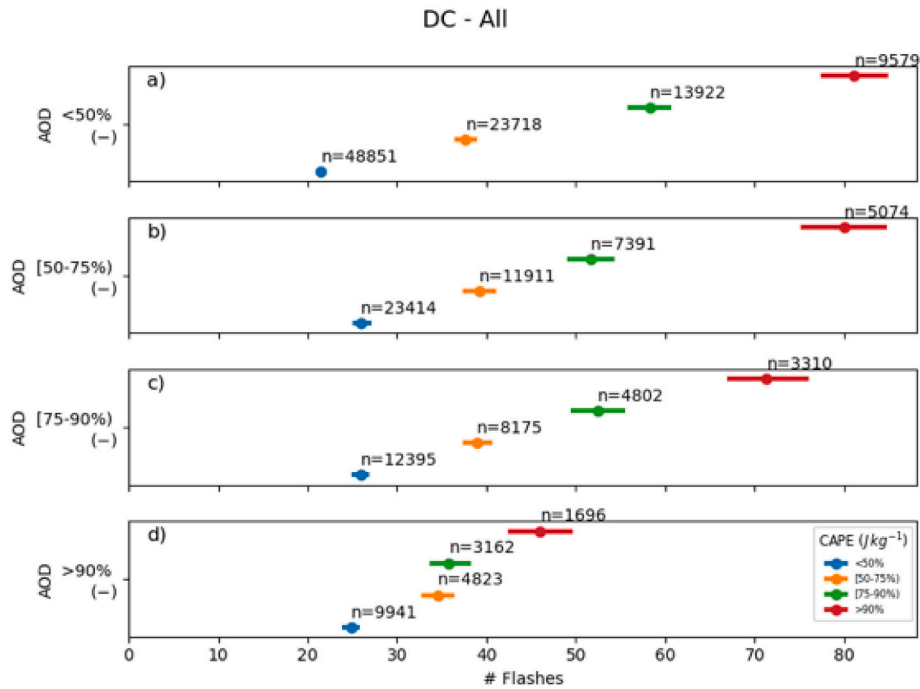 DC - All
a)
n=9579
n=13922
n=23718
n=48851
AOD <50%
(−)
b)
n=5074
n=7391
n=11911
n=23414
AOD [50-75%)
(−)
c)
n=3310
n=4802
n=8175
n=12395
AOD [75-90%)
(−)
d)
n=1696
n=3162
n=4823
n=9941
AOD >90%
(−)
CAPE (Jkg⁻¹)
<50%
[50-75%)
[75-90%)
>90%
0 10 20 30 40 50 60 70 80
# Flashes